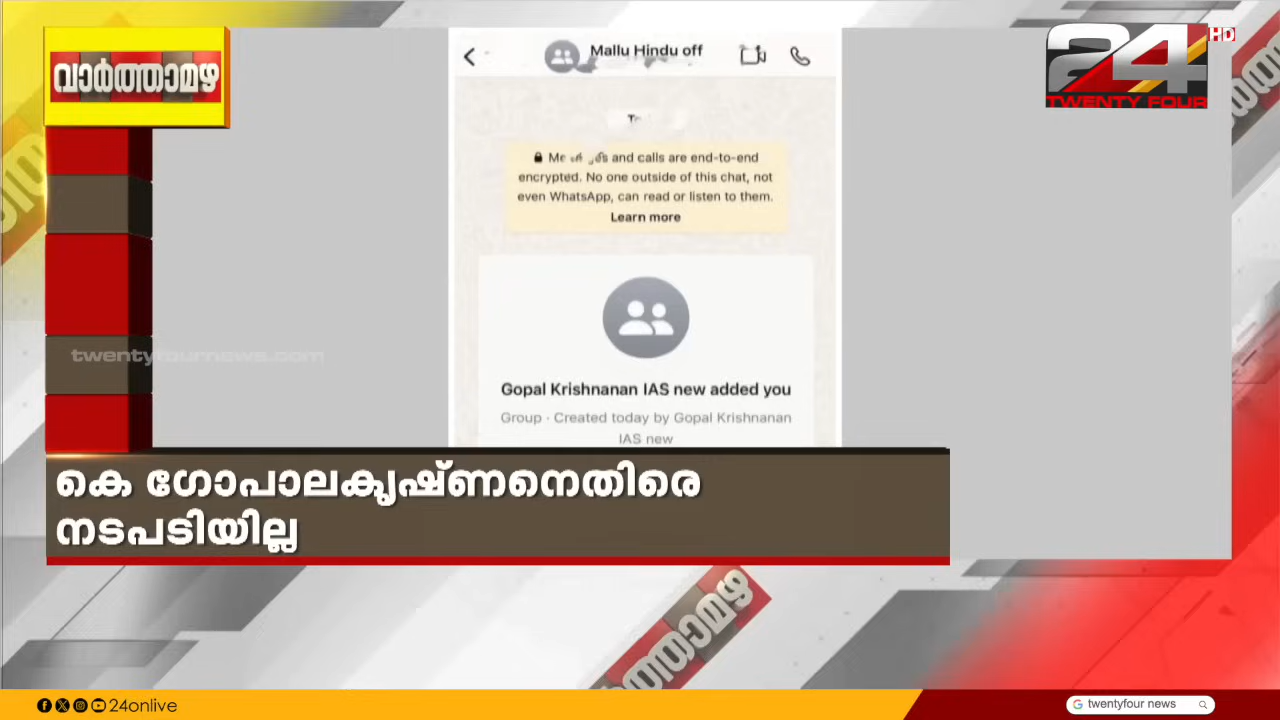 വാർത്താമഴ
24
HD
TWENTY FOUR
Mallu Hindu off
and calls are end-to-end
encrypted. No one outside of this chat, not
even WhatsApp, can read or listen to them.
Learn more
twentyfournews.com
Gopal Krishnanan IAS new added you
Group · Created today by Gopal Krishnanan
IAS new
കെ ഗോപാലകൃഷ്ണനെതിരെ
നടപടിയില്ല
24onlive
twentyfour news